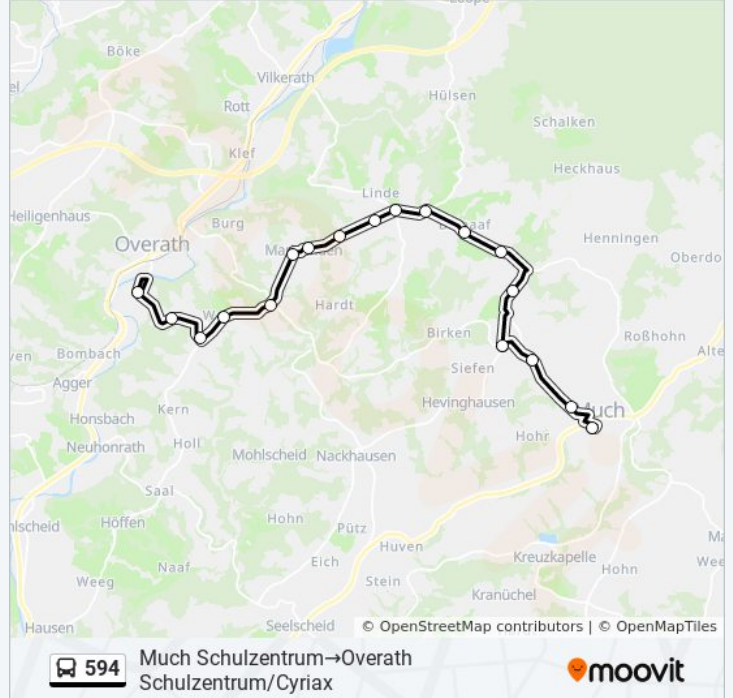 Böke
Vilkerath
Hülsen
Rott
Schalken
Klef
Heckhaus
Linde
Heiligenhaus
Burg
Overath
Henningen
Hardt
Birken
Roßhohn
Bombach
Siefen
Agger
Hevinghausen
Much
Kern
Honsbach
Hohr
Neuhonrath
Holl
Mohlscheid
Nackhausen
Saal
Höffen
Hohn
Pütz
Huven
Kreuzkapelle
Naaf
Eich
Hohn
Weeg
Stein
Kranüchel
Hausen
Seelscheid
© OpenStreetMap contributors | © OpenMapTiles
594
Much Schulzentrum→Overath
Schulzentrum/Cyriax
moovit